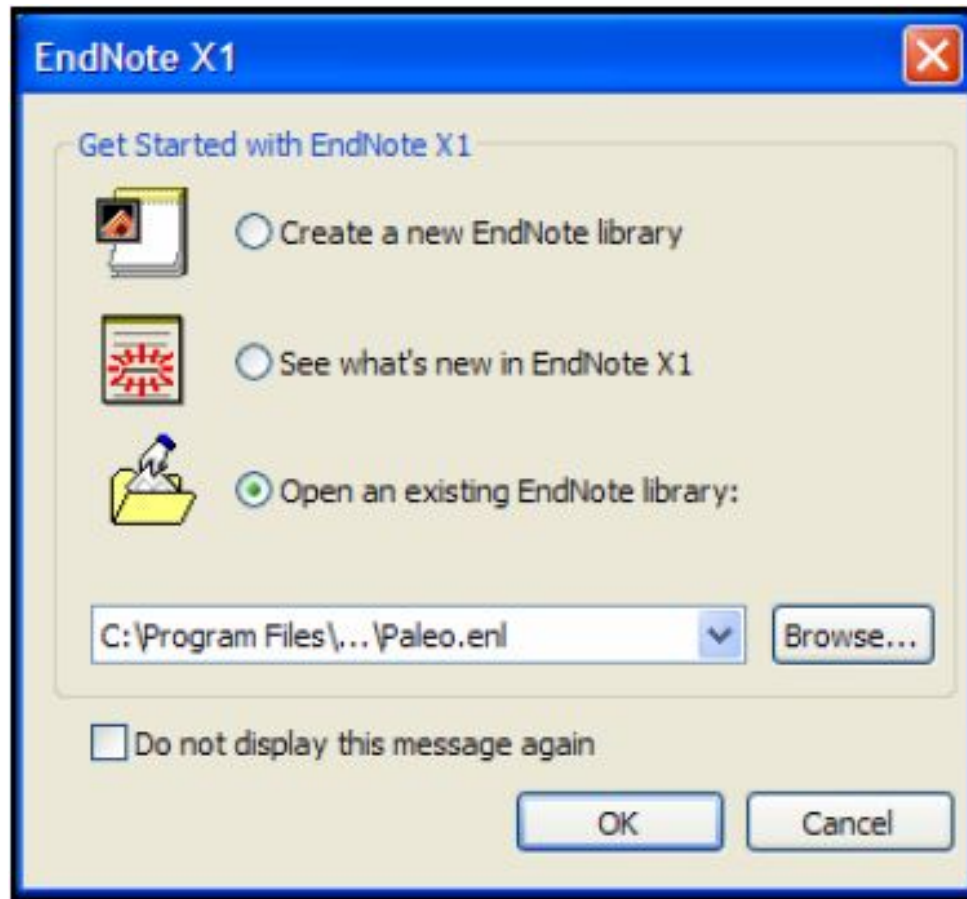 EndNote X1
Get Started with EndNote X1
Create a new EndNote library
See what's new in EndNote X1
Open an existing EndNote library:
C:\Program Files\...\Paleo.enl
Browse...
Do not display this message again
OK
Cancel